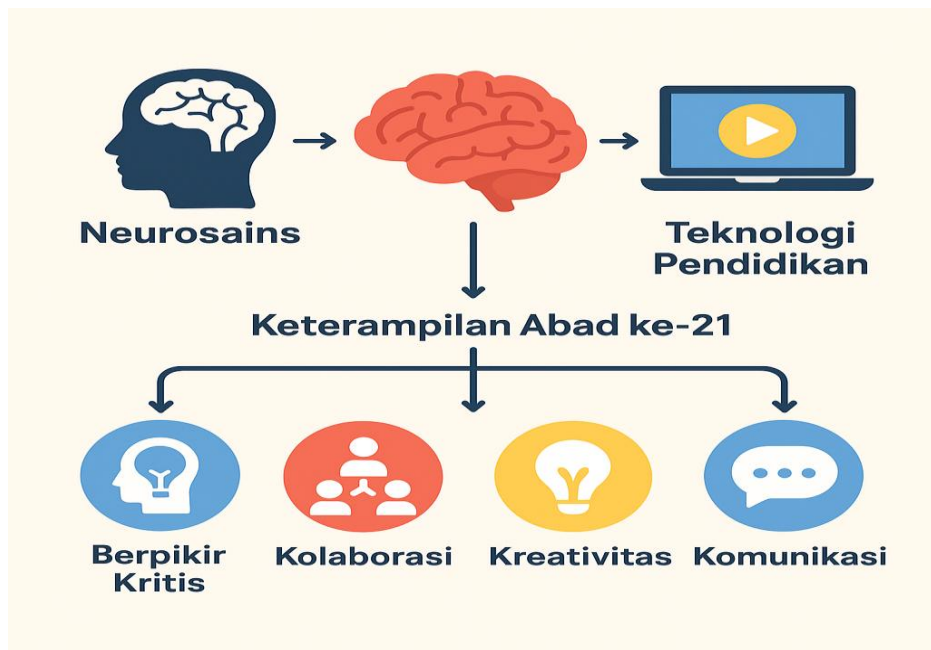 Neurosains
Teknologi
Pendidikan
Keterampilan Abad ke-21
Berpikir
Kritis
Kolaborasi
Kreativitas
Komunikasi